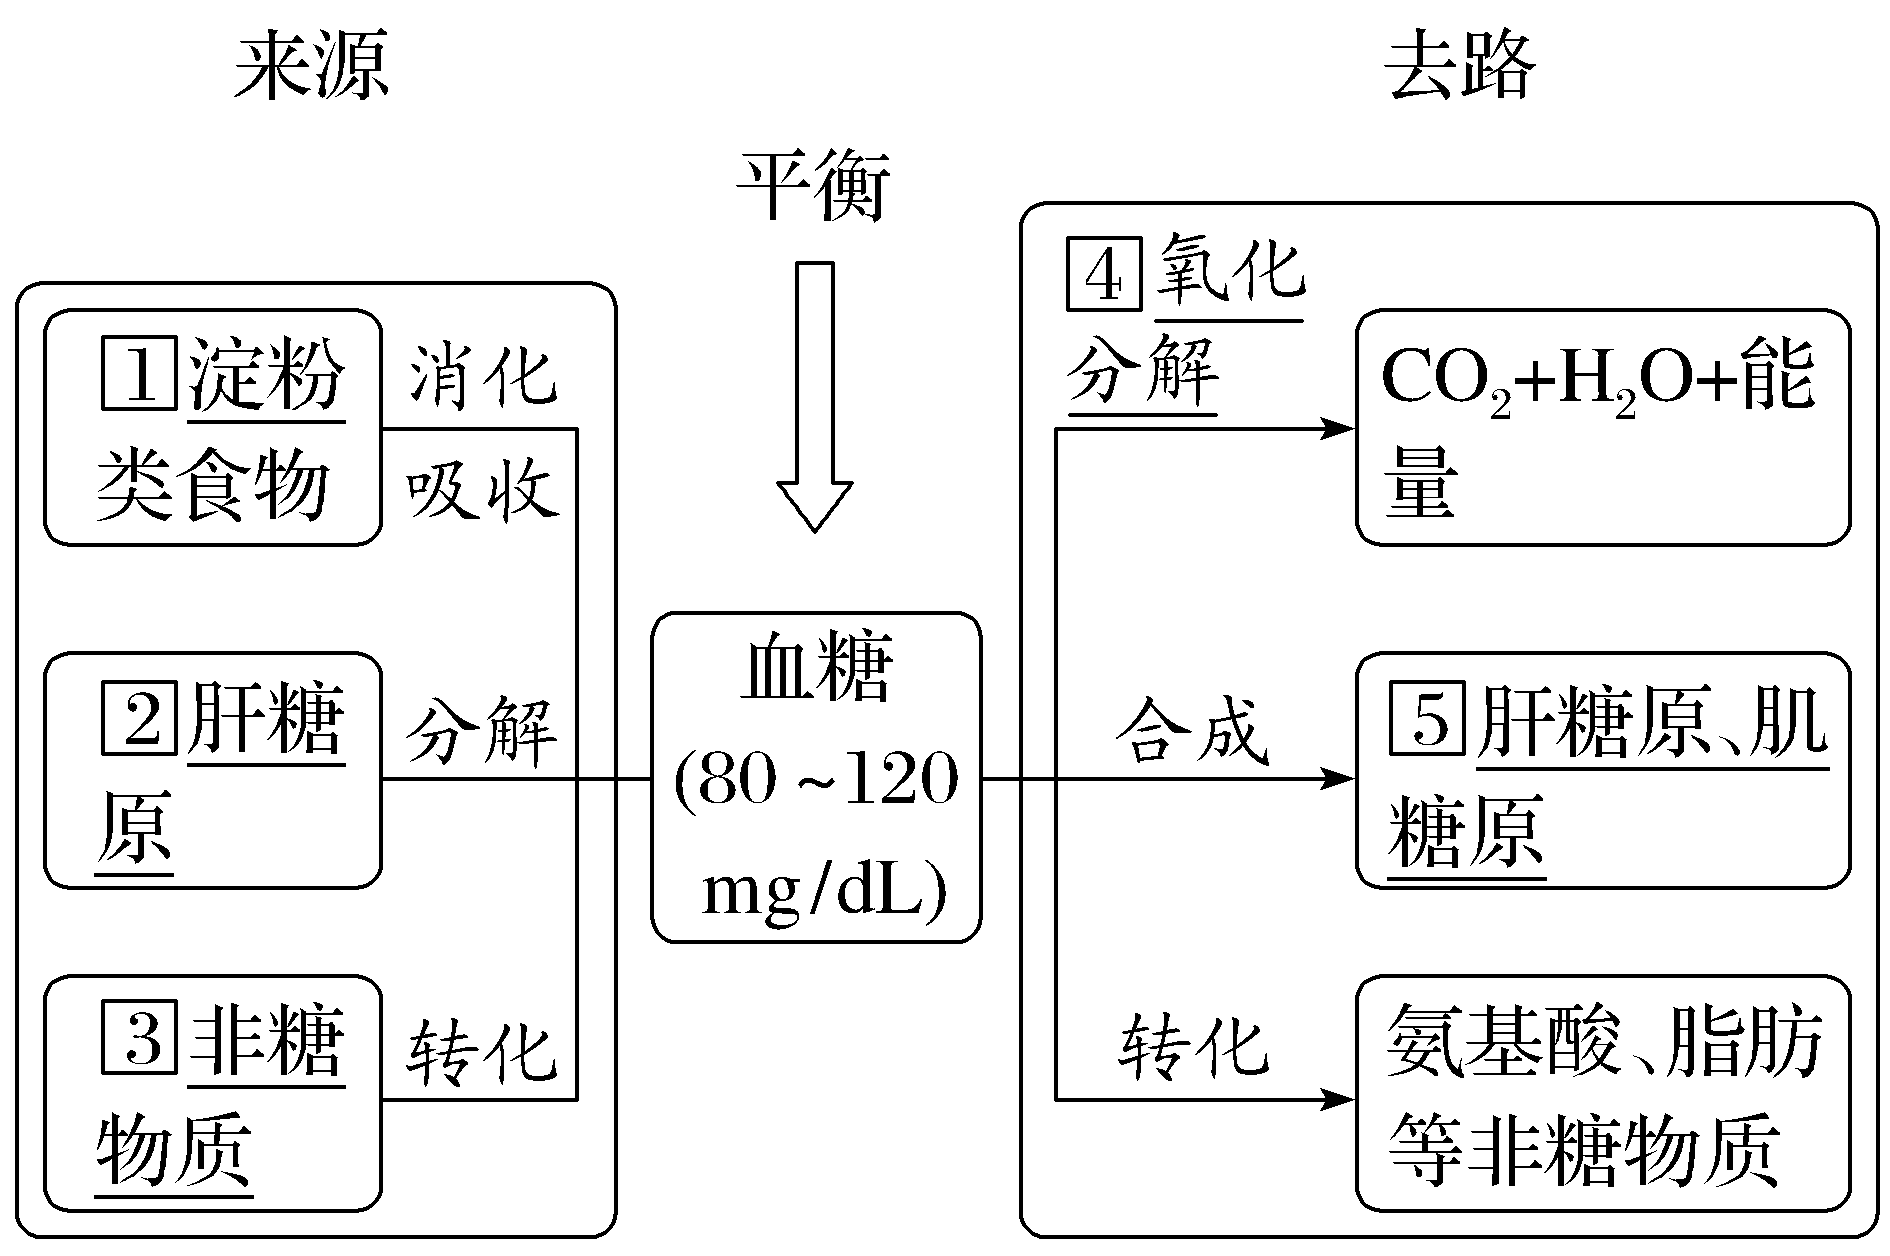 来源
去路
平衡
1 淀粉
类食物
消化
吸收
2 肝糖
原
分解
3 非糖
物质
转化
血糖
(80 ~120
mg/dL)
4 氧化
分解
CO₂+H₂O+能
量
合成
5 肝糖原、肌
糖原
转化
氨基酸、脂肪
等非糖物质